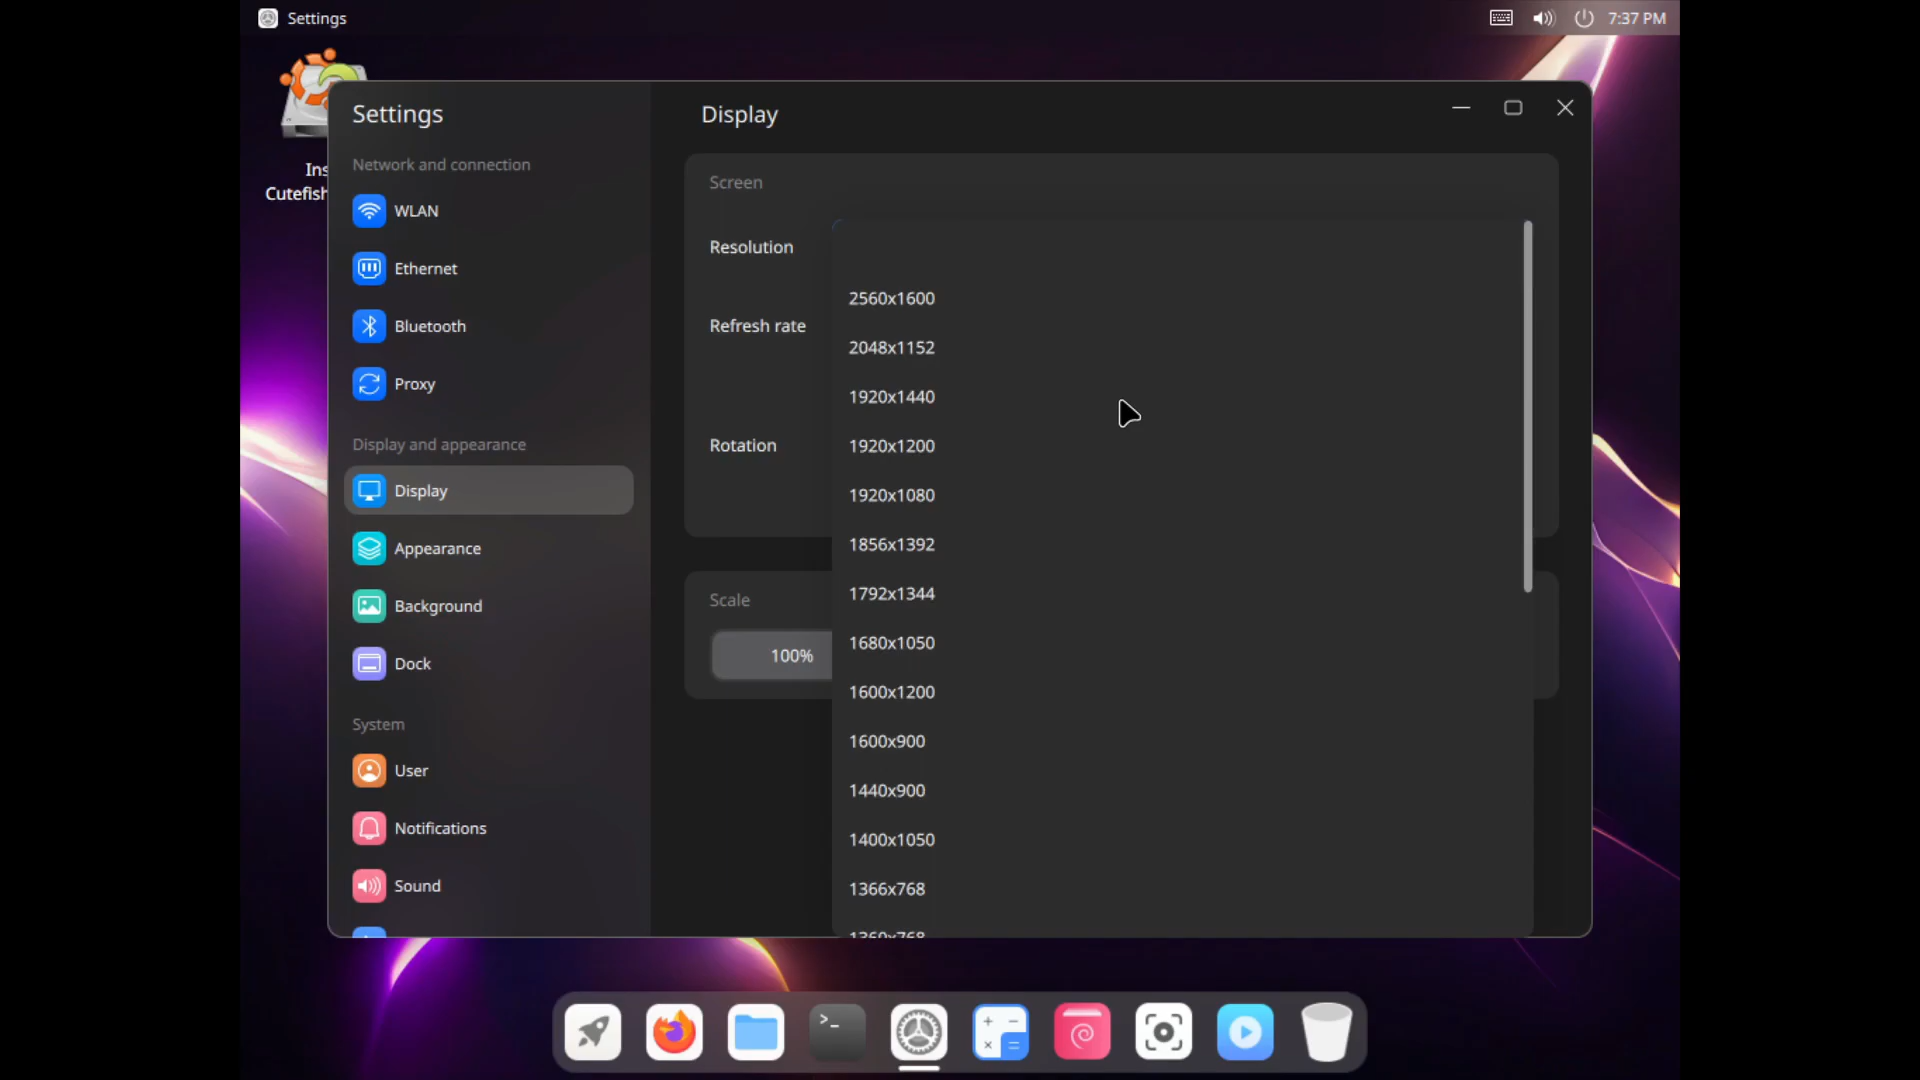 Settings
7:37 PM
Ins
Cutefish
Settings
Network and connection
WLAN
Ethernet
Bluetooth
Proxy
Display and appearance
Display
Appearance
Background
Dock
System
User
Notifications
Sound
Display
Screen
Resolution
Refresh rate
Rotation
Scale
100%
2560x1600
2048x1152
1920x1440
1920x1200
1920x1080
1856x1392
1792x1344
1680x1050
1600x1200
1600x900
1440x900
1400x1050
1366x768
1360x768